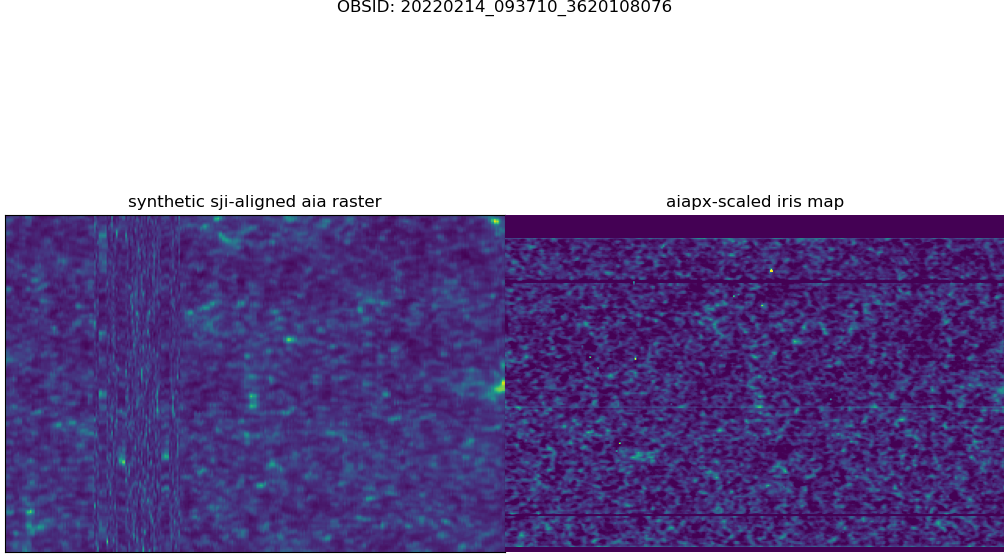 OBSID: 20220214_093710_3620108076
synthetic sji-aligned aia raster
aiapx-scaled iris map